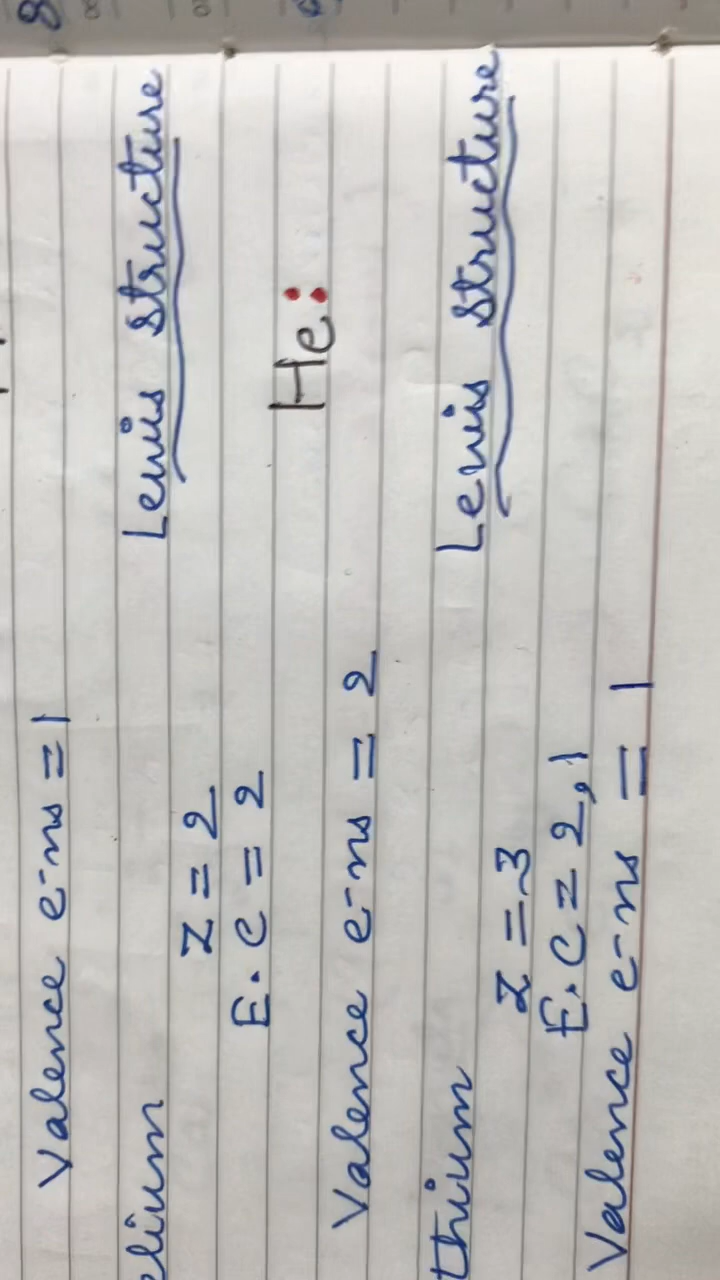 Valence e-ns = 1
elium Lewis structure
Z = 2
E.C = 2
He:
Valence e-ns = 2
thium Lewis structure
Z = 3
E.C = 2,1
Valence e-ns = 1